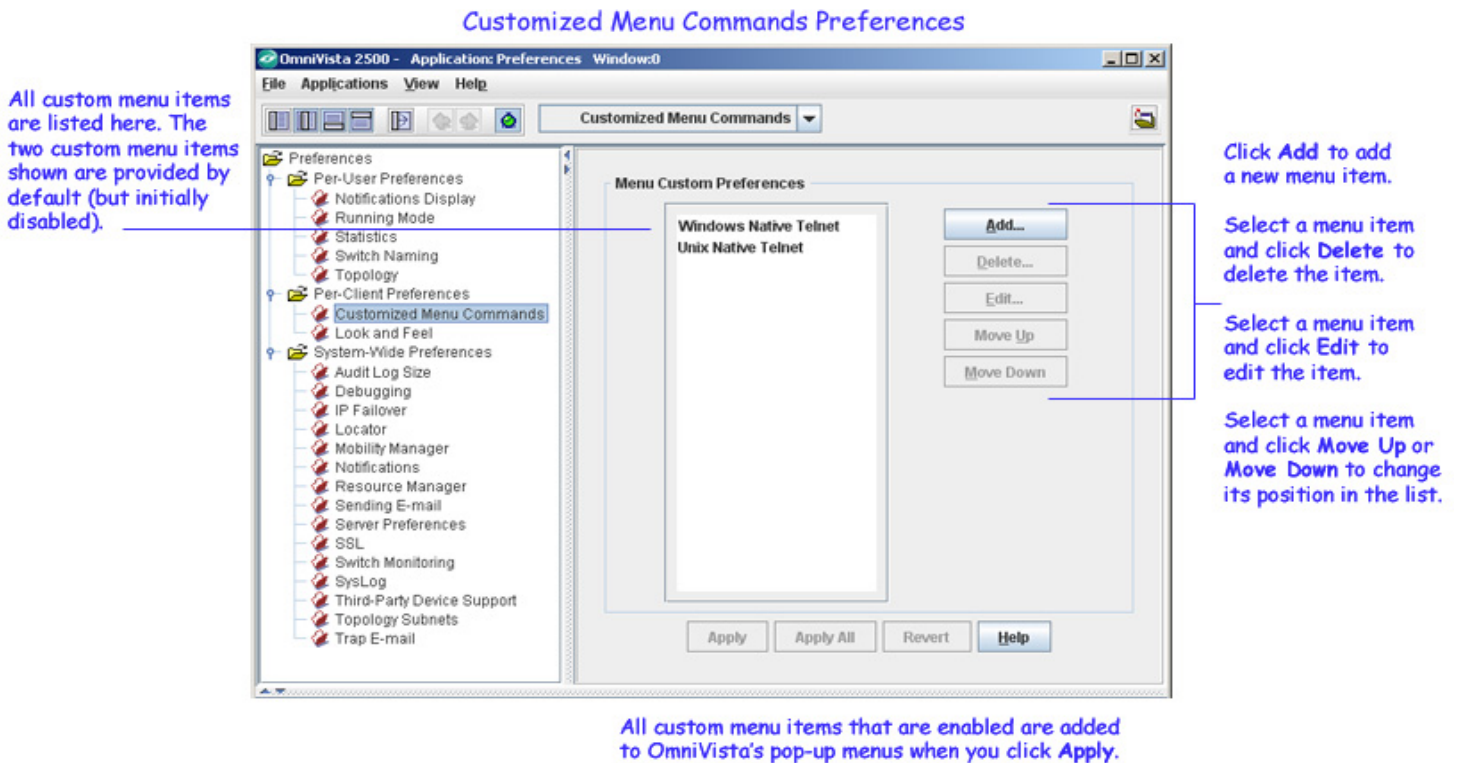 Customized Menu Commands Preferences
OmniVista 2500 - Application: Preferences Window:0
File Applications View Help
Customized Menu Commands
All custom menu items
are listed here. The
two custom menu items
shown are provided by
default (but initially
disabled).
Preferences
Per-User Preferences
Notifications Display
Running Mode
Statistics
Switch Naming
Topology
Per-Client Preferences
Customized Menu Commands
Look and Feel
System-Wide Preferences
Audit Log Size
Debugging
IP Failover
Locator
Mobility Manager
Notifications
Resource Manager
Sending E-mail
Server Preferences
SSL
Switch Monitoring
SysLog
Third-Party Device Support
Topology Subnets
Trap E-mail
Menu Custom Preferences
Windows Native Telnet
Unix Native Telnet
Add...
Delete...
Edit...
Move Up
Move Down
Apply Apply All Revert Help
Click Add to add
a new menu item.
Select a menu item
and click Delete to
delete the item.
Select a menu item
and click Edit to
edit the item.
Select a menu item
and click Move Up or
Move Down to change
its position in the list.
All custom menu items that are enabled are added
to OmniVista's pop-up menus when you click Apply.